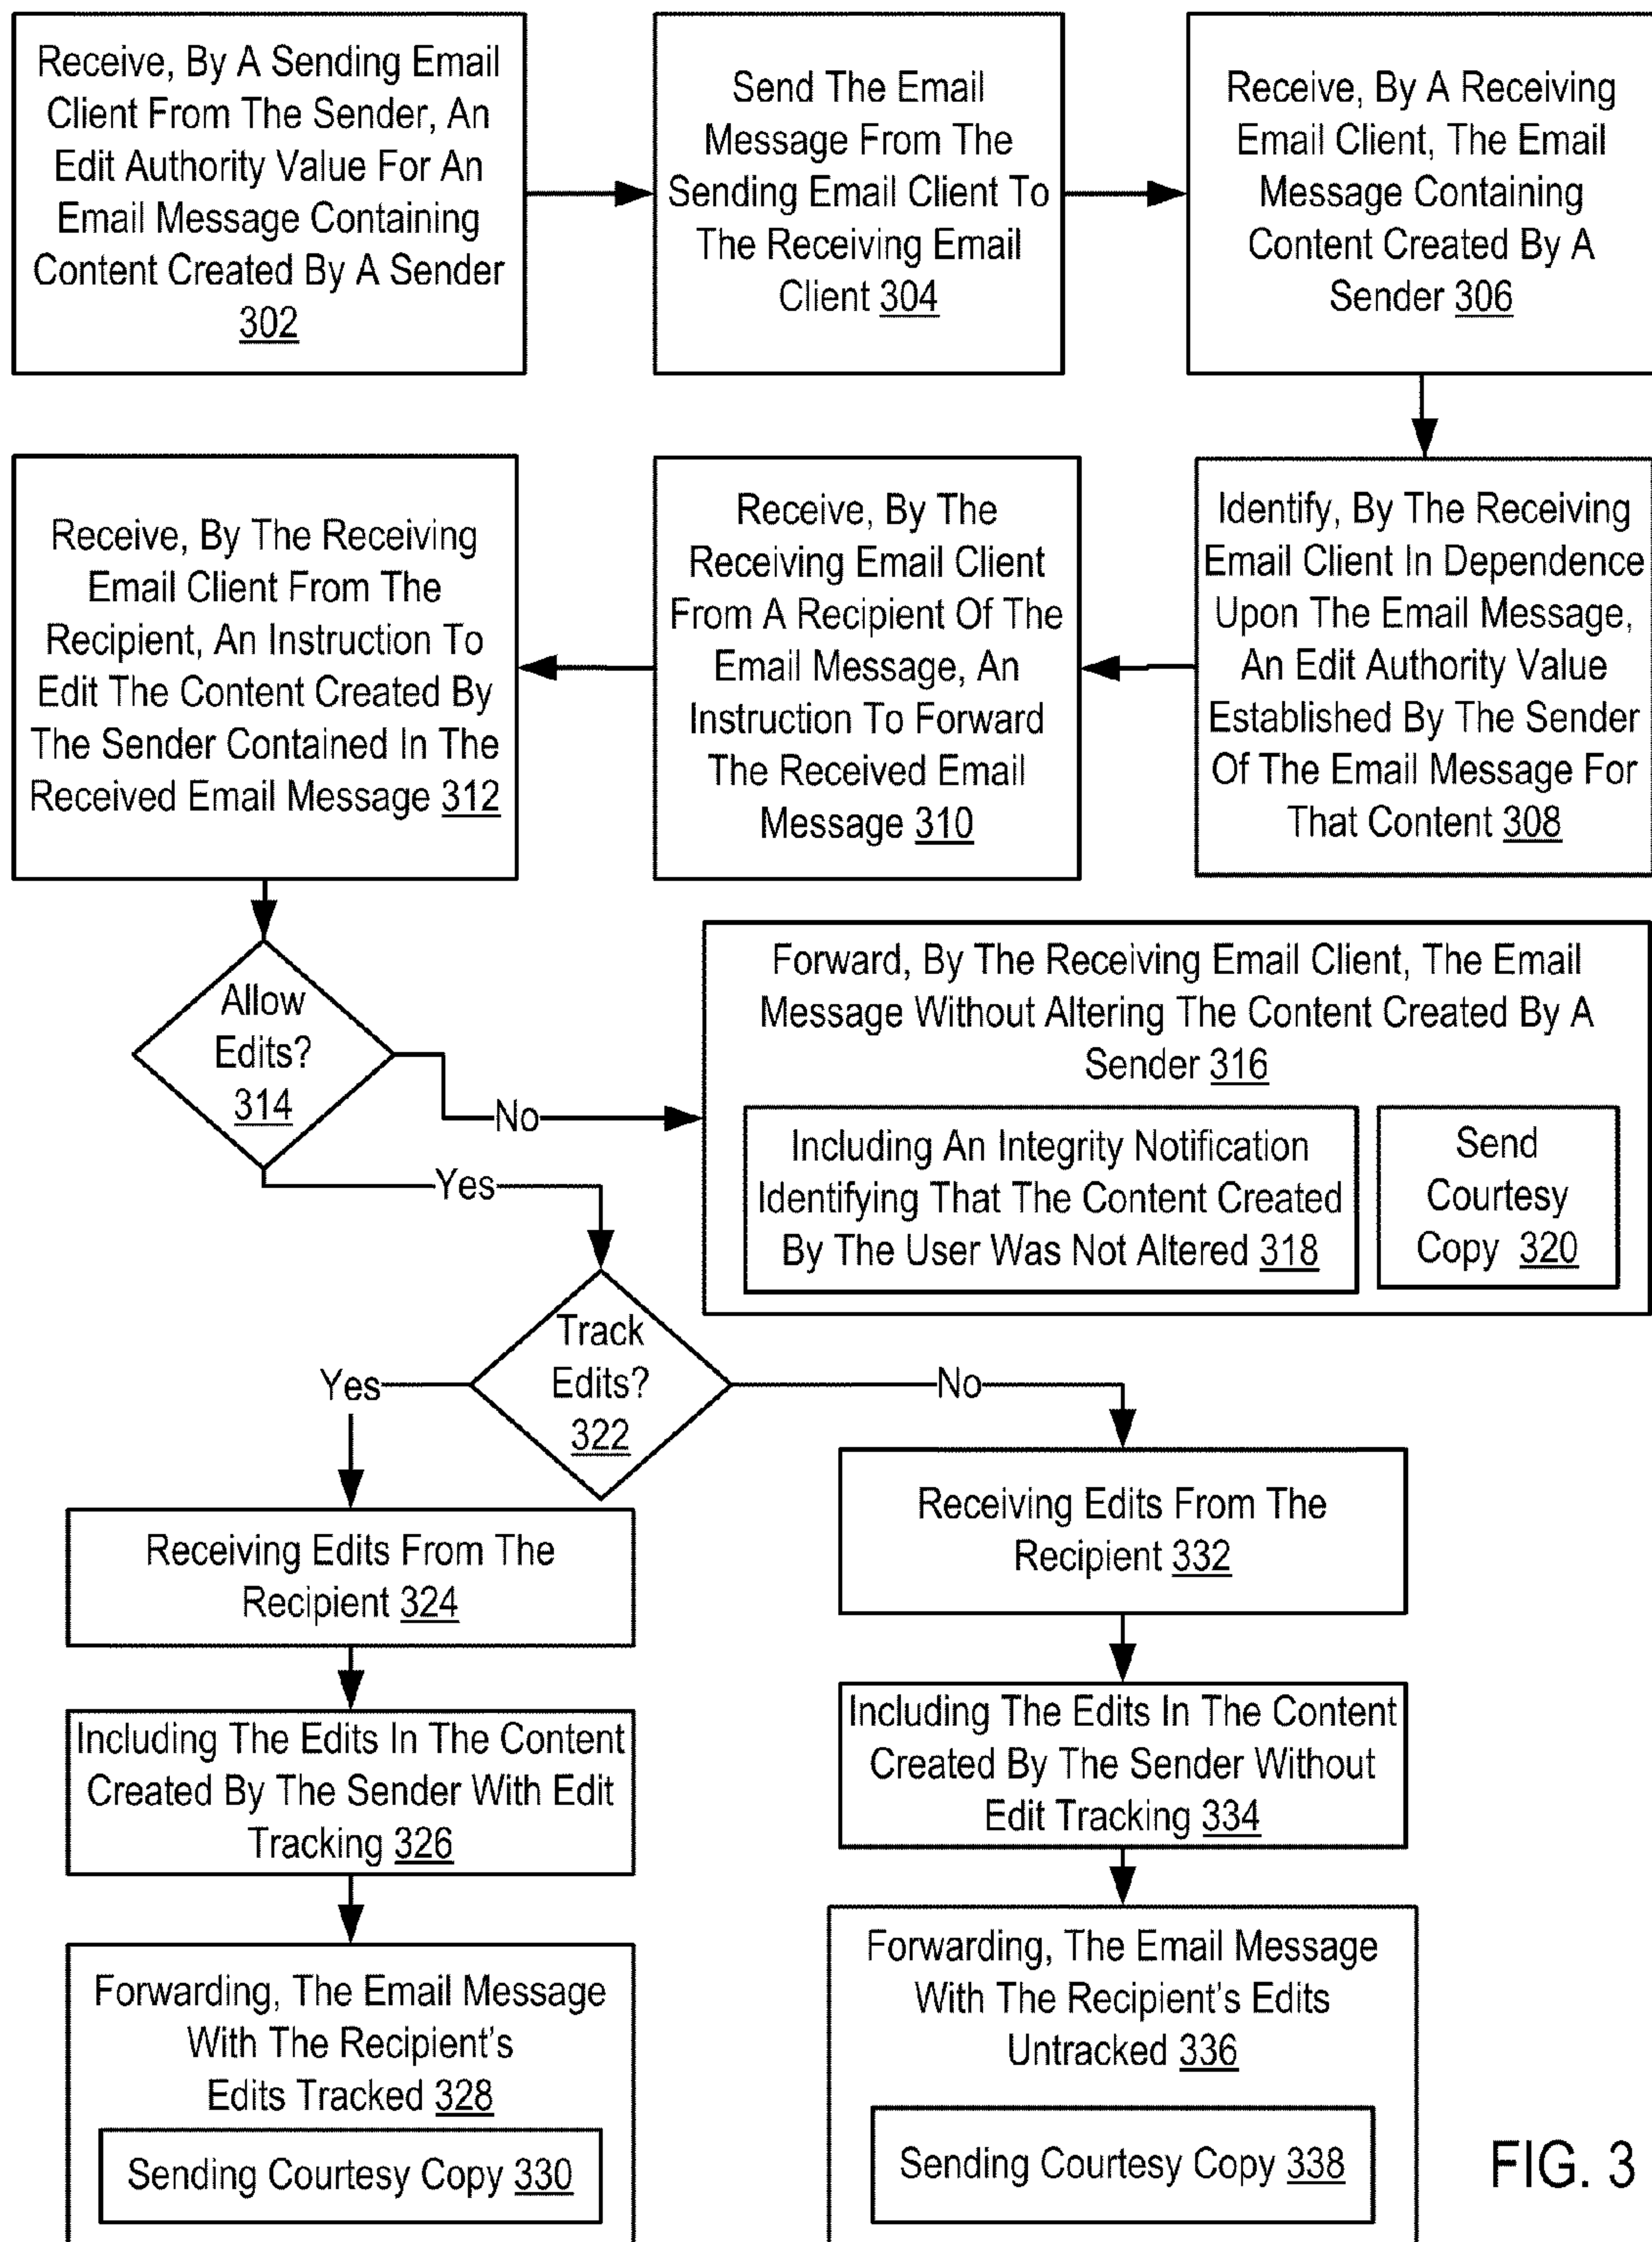 Receive, By A Sending Email
Client From The Sender, An
Edit Authority Value For An
Email Message Containing
Content Created By A Sender
302
Send The Email
Message From The
Sending Email Client To
The Receiving Email
Client 304
Receive, By A Receiving
Email Client, The Email
Message Containing
Content Created By A
Sender 306
Identify, By The Receiving
Email Client In Dependence
Upon The Email Message,
An Edit Authority Value
Established By The Sender
Of The Email Message For
That Content 308
Receive, By The
Receiving Email Client
From A Recipient Of The
Email Message, An
Instruction To Forward
The Received Email
Message 310
Receive, By The Receiving
Email Client From The
Recipient, An Instruction To
Edit The Content Created By
The Sender Contained In The
Received Email Message 312
Allow
Edits?
314
No
Forward, By The Receiving Email Client, The Email
Message Without Altering The Content Created By A
Sender 316
Including An Integrity Notification
Identifying That The Content Created
By The User Was Not Altered 318
Send
Courtesy
Copy 320
Yes
Track
Edits?
322
Yes
No
Receiving Edits From The
Recipient 324
Including The Edits In The Content
Created By The Sender With Edit
Tracking 326
Forwarding, The Email Message
With The Recipient's
Edits Tracked 328
Sending Courtesy Copy 330
Receiving Edits From The
Recipient 332
Including The Edits In The Content
Created By The Sender Without
Edit Tracking 334
Forwarding, The Email Message
With The Recipient's Edits
Untracked 336
Sending Courtesy Copy 338
FIG. 3